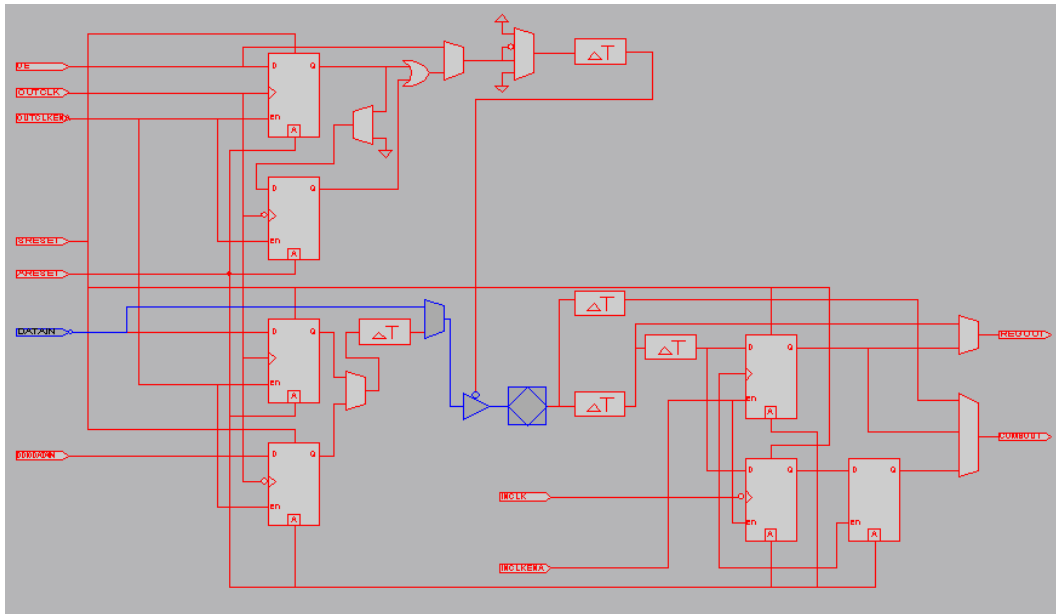 OE
OUTCLK
OUTCLKENA
SRESET
ARESET
DATAIN
DDIODATAIN
D Q
en
A
D Q
en
A
D Q
en
A
D Q
en
A
△T
△T
△T
△T
△T
D Q
en
A
D Q
en
A
D Q
en
A
INCLK
INCLKENA
REGOUT
COMBOUT